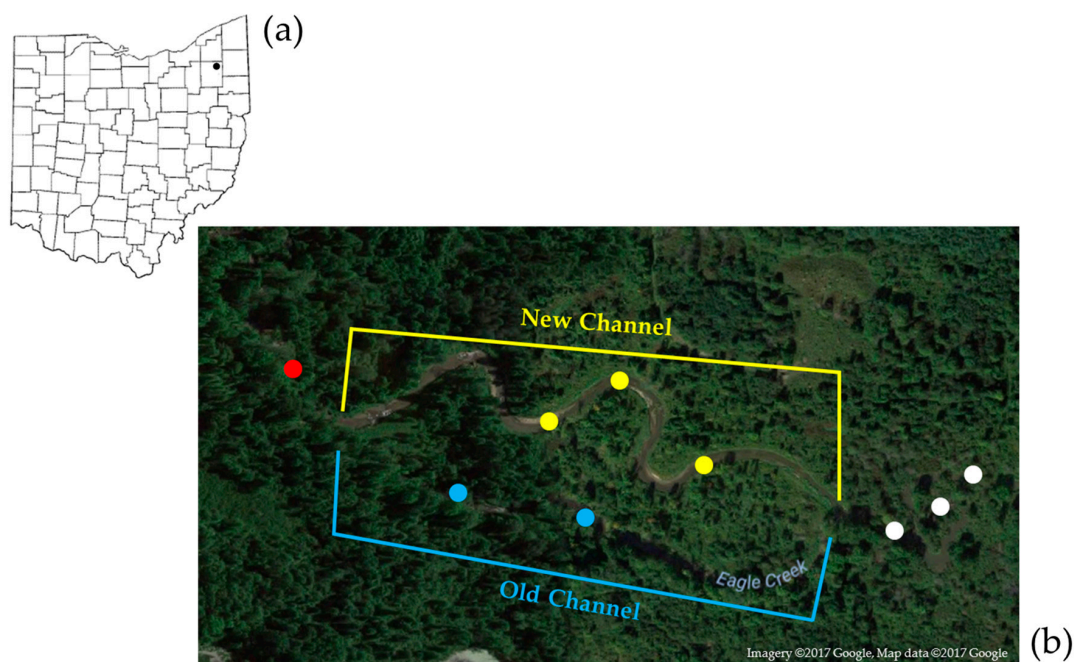 (a)
New Channel
Eagle Creek
Old Channel
Imagery ©2017 Google, Map data ©2017 Google
(b)